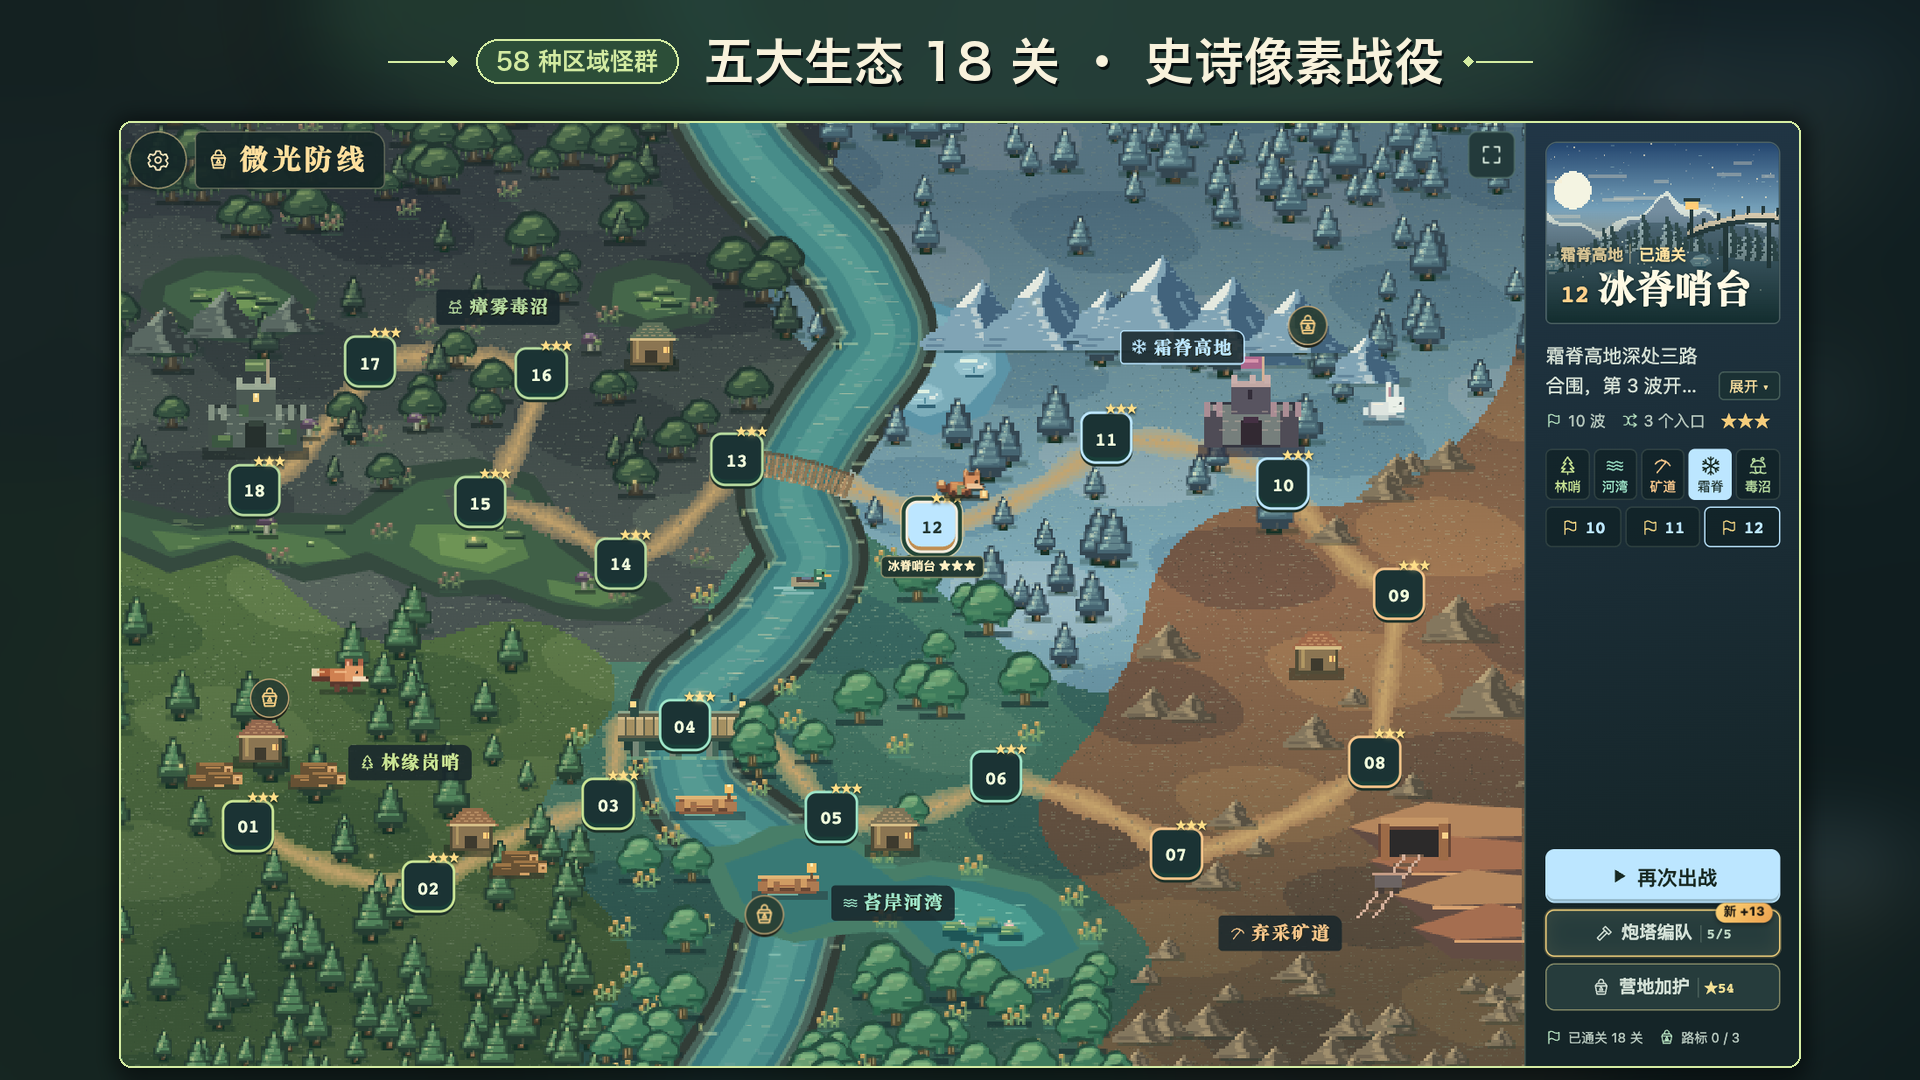 58 种区域怪群
五大生态 18 关 · 史诗像素战役
微光防线
瘴雾毒沼
霜脊高地
17
16
11
13
10
18
15
12
冰脊哨台 ★★★
14
09
04
林缘岗哨
06
08
01
03
05
07
02
苔岸河湾
弃采矿道
霜脊高地 已通关
12 冰脊哨台
霜脊高地深处三路
合围，第 3 波开...
展开
10 波
3 个入口
★★★
林哨
河湾
矿道
霜脊
毒沼
10
11
12
再次出战
新 +13
炮塔编队 5/5
营地加护 ★54
已通关 18 关
路标 0 / 3